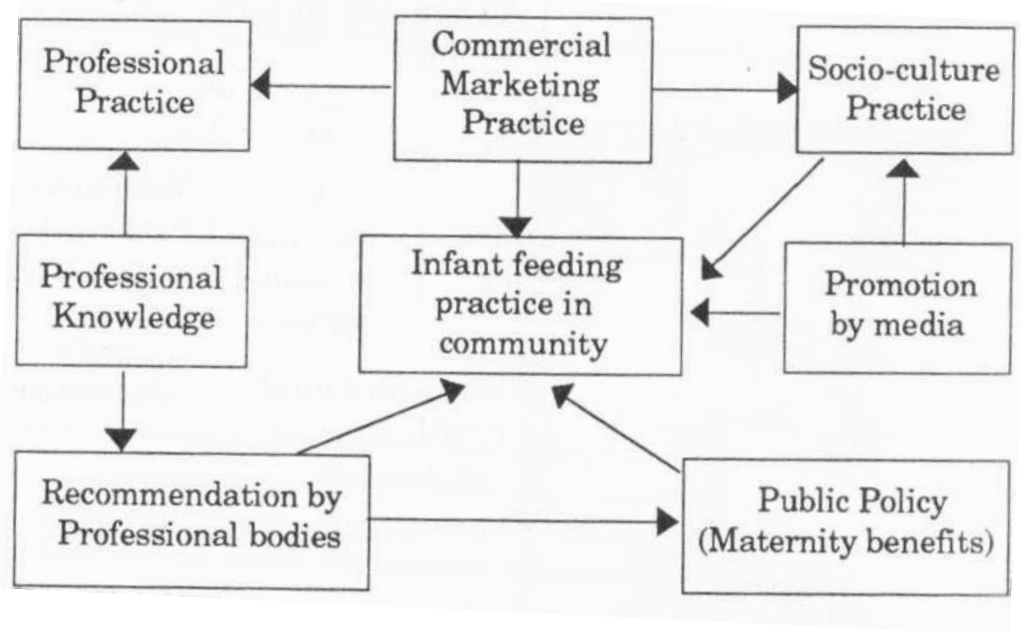 Professional
Practice
Commercial
Marketing
Practice
Socio-culture
Practice
Professional
Knowledge
Infant feeding
practice in
community
Promotion
by media
Recommendation by
Professional bodies
Public Policy
(Maternity benefits)